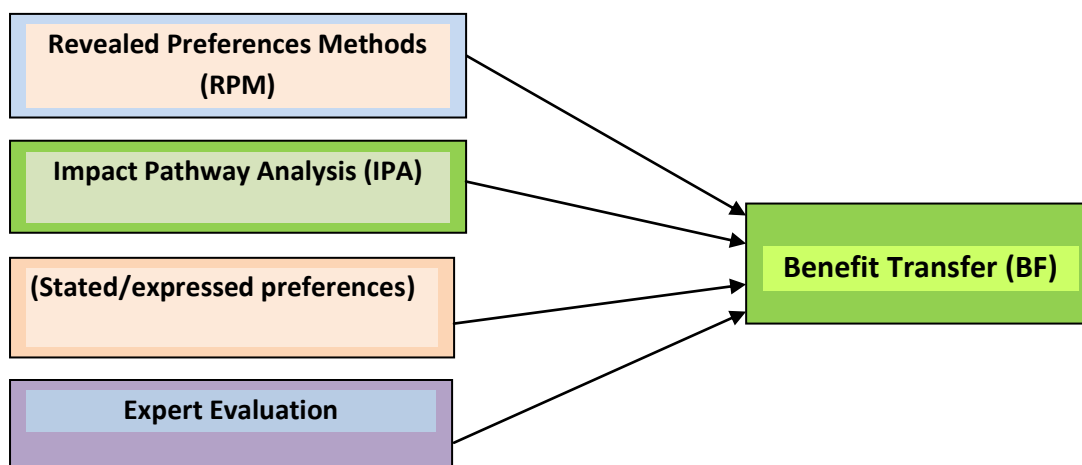 Revealed Preferences Methods
(RPM)
Impact Pathway Analysis (IPA)
(Stated/expressed preferences)
Expert Evaluation
Benefit Transfer (BF)